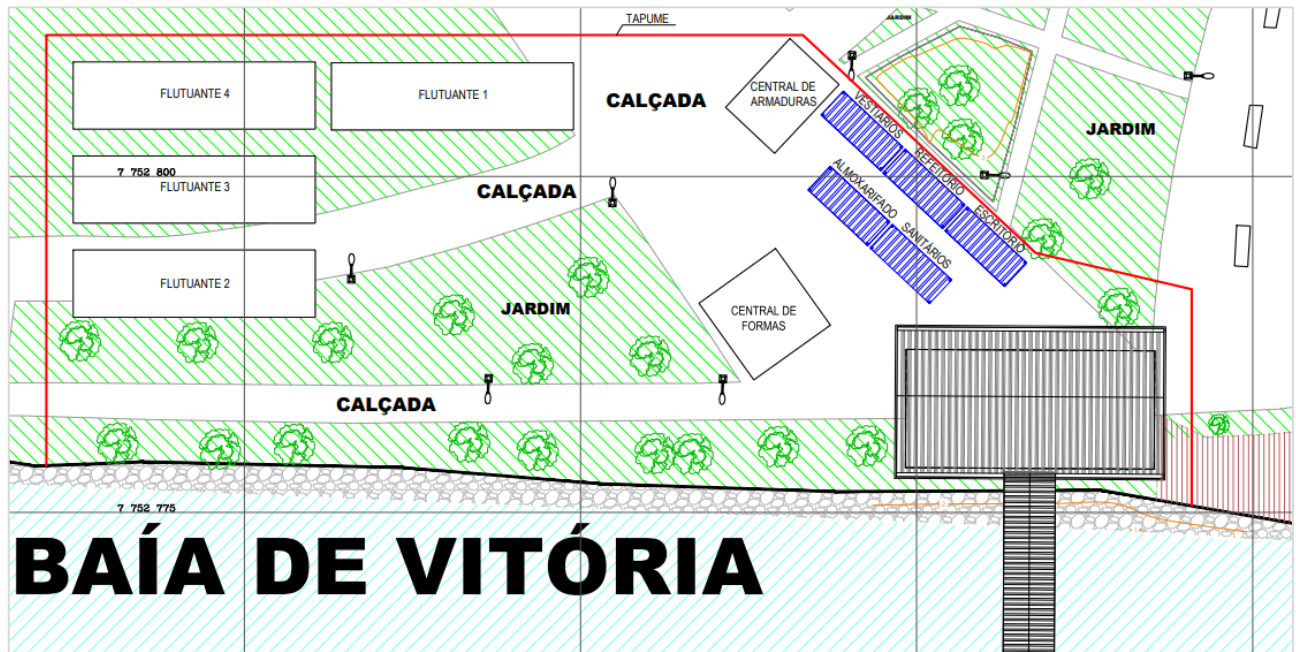 TAPUME
JARDIM
FLUTUANTE 4
FLUTUANTE 1
CENTRAL DE
ARMADURAS
CALÇADA
VESTIÁRIOS
JARDIM
REFEITÓRIO
7 752 800
FLUTUANTE 3
CALÇADA
ALMOXARIFADO
SANITÁRIOS
ESCRITÓRIO
FLUTUANTE 2
JARDIM
CENTRAL DE
FORMAS
CALÇADA
7 752 775
BAÍA DE VITÓRIA